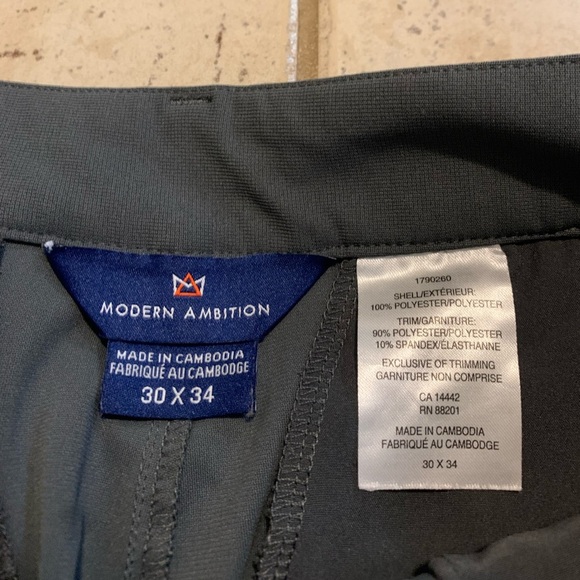 MODERN AMBITION
MADE IN CAMBODIA
FABRIQUÉ AU CAMBODGE
30 X 34
1790260
SHELL/EXTÉRIEUR:
100% POLYESTER/POLYESTER
TRIM/GARNITURE:
90% POLYESTER/POLYESTER
10% SPANDEX/ÉLASTHANNE
EXCLUSIVE OF TRIMMING
GARNITURE NON COMPRISE
CA 14442
RN 88201
MADE IN CAMBODIA
FABRIQUÉ AU CAMBODGE
30 X 34